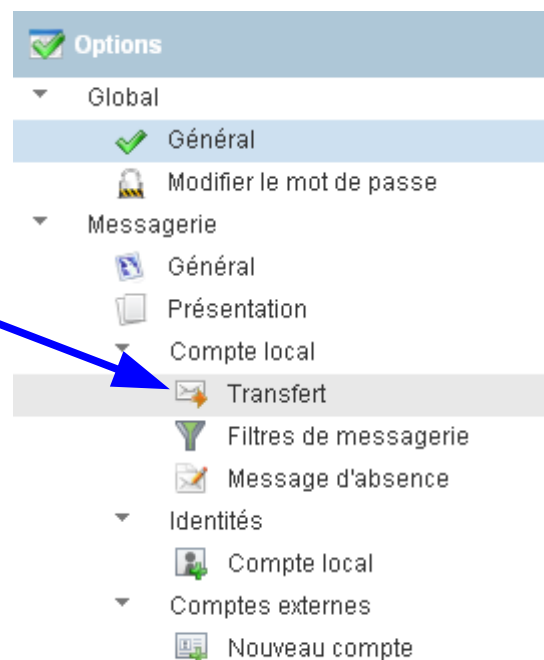 Options
Global
Général
Modifier le mot de passe
Messagerie
Général
Présentation
Compte local
Transfert
Filtres de messagerie
Message d'absence
Identités
Compte local
Comptes externes
Nouveau compte